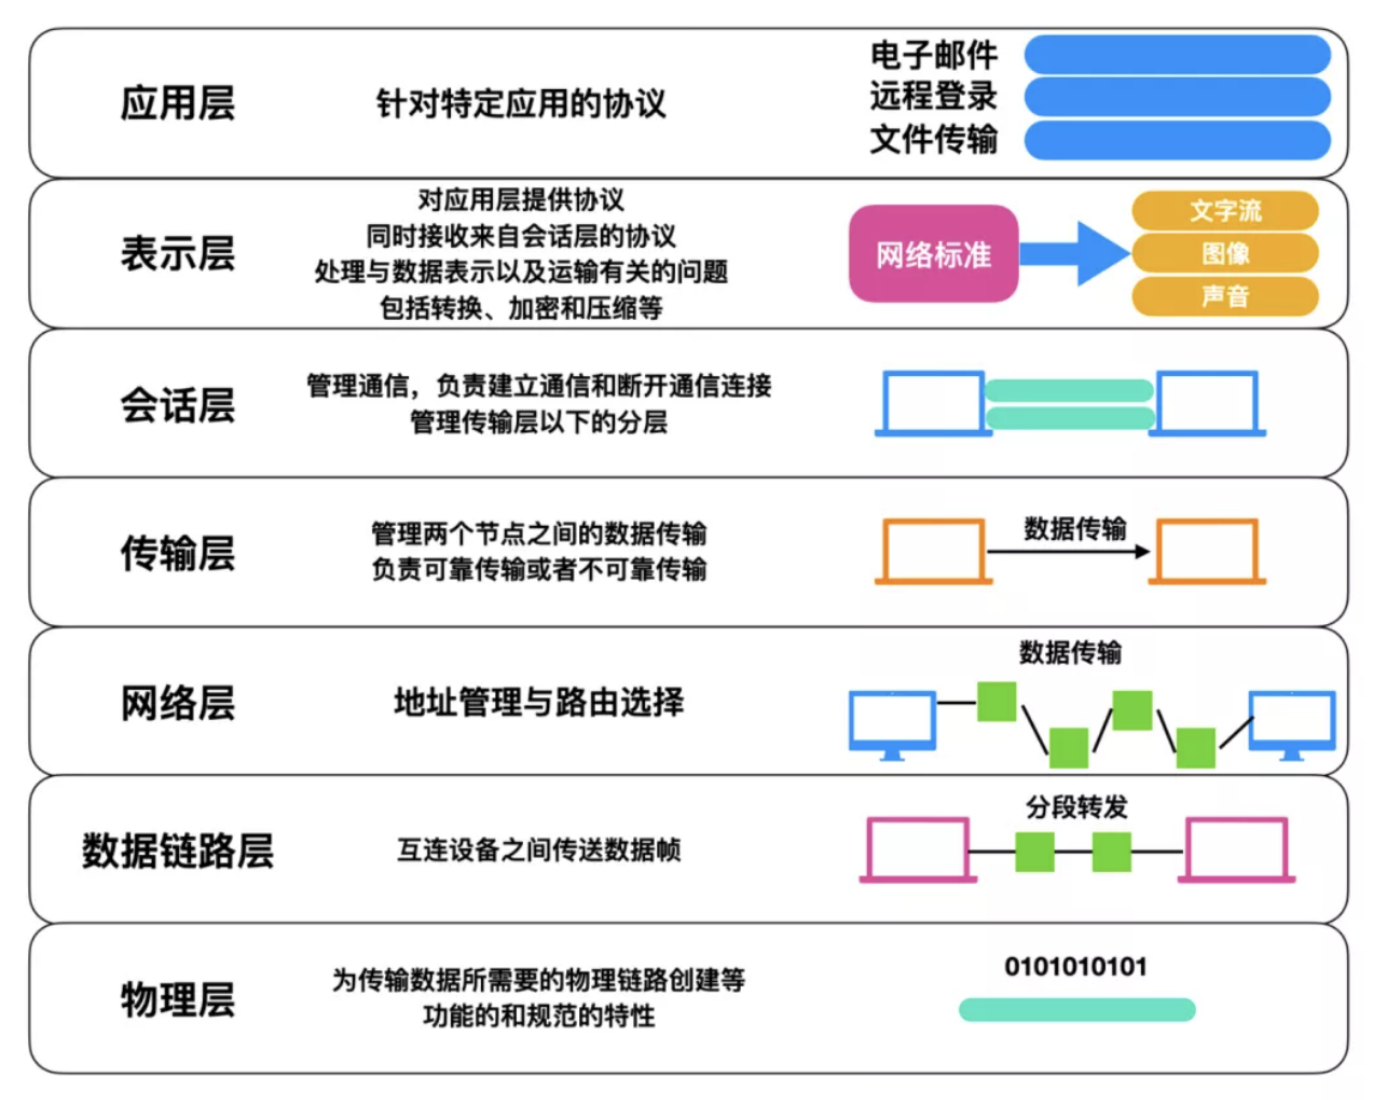 应用层
针对特定应用的协议
电子邮件
远程登录
文件传输
表示层
对应用层提供协议
同时接收来自会话层的协议
处理与数据表示以及运输有关的问题
包括转换、加密和压缩等
网络标准
文字流
图像
声音
会话层
管理通信，负责建立通信和断开通信连接
管理传输层以下的分层
传输层
管理两个节点之间的数据传输
负责可靠传输或者不可靠传输
数据传输
网络层
地址管理与路由选择
数据传输
数据链路层
互连设备之间传送数据帧
分段转发
物理层
为传输数据所需要的物理链路创建等
功能的和规范的特性
0101010101